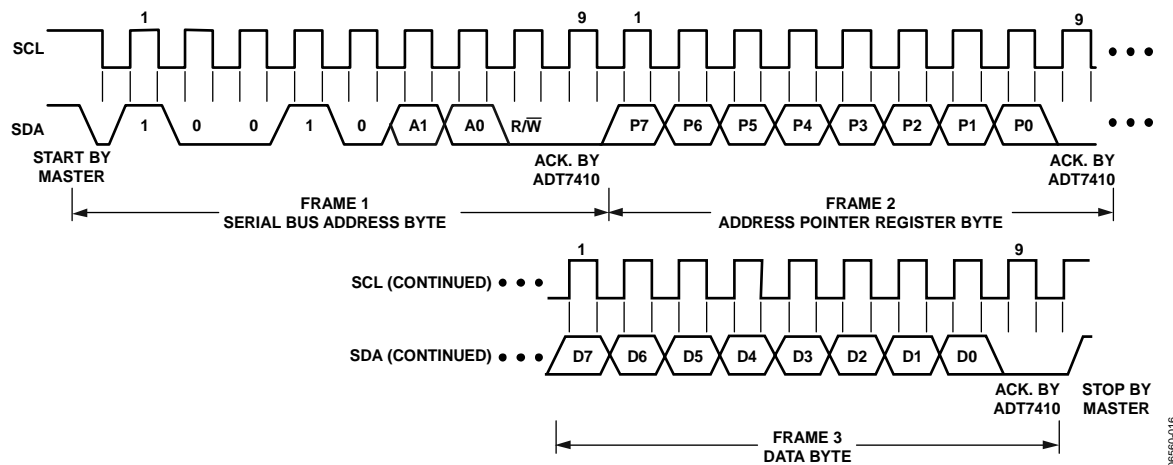 1 9 1 9
SCL
SDA 1 0 0 1 0 A1 A0 R/W̅ P7 P6 P5 P4 P3 P2 P1 P0
START BY
MASTER
ACK. BY
ADT7410
ACK. BY
ADT7410
FRAME 1
SERIAL BUS ADDRESS BYTE
FRAME 2
ADDRESS POINTER REGISTER BYTE
1 9
SCL (CONTINUED)
SDA (CONTINUED) D7 D6 D5 D4 D3 D2 D1 D0
ACK. BY
ADT7410
STOP BY
MASTER
FRAME 3
DATA BYTE
06560-016